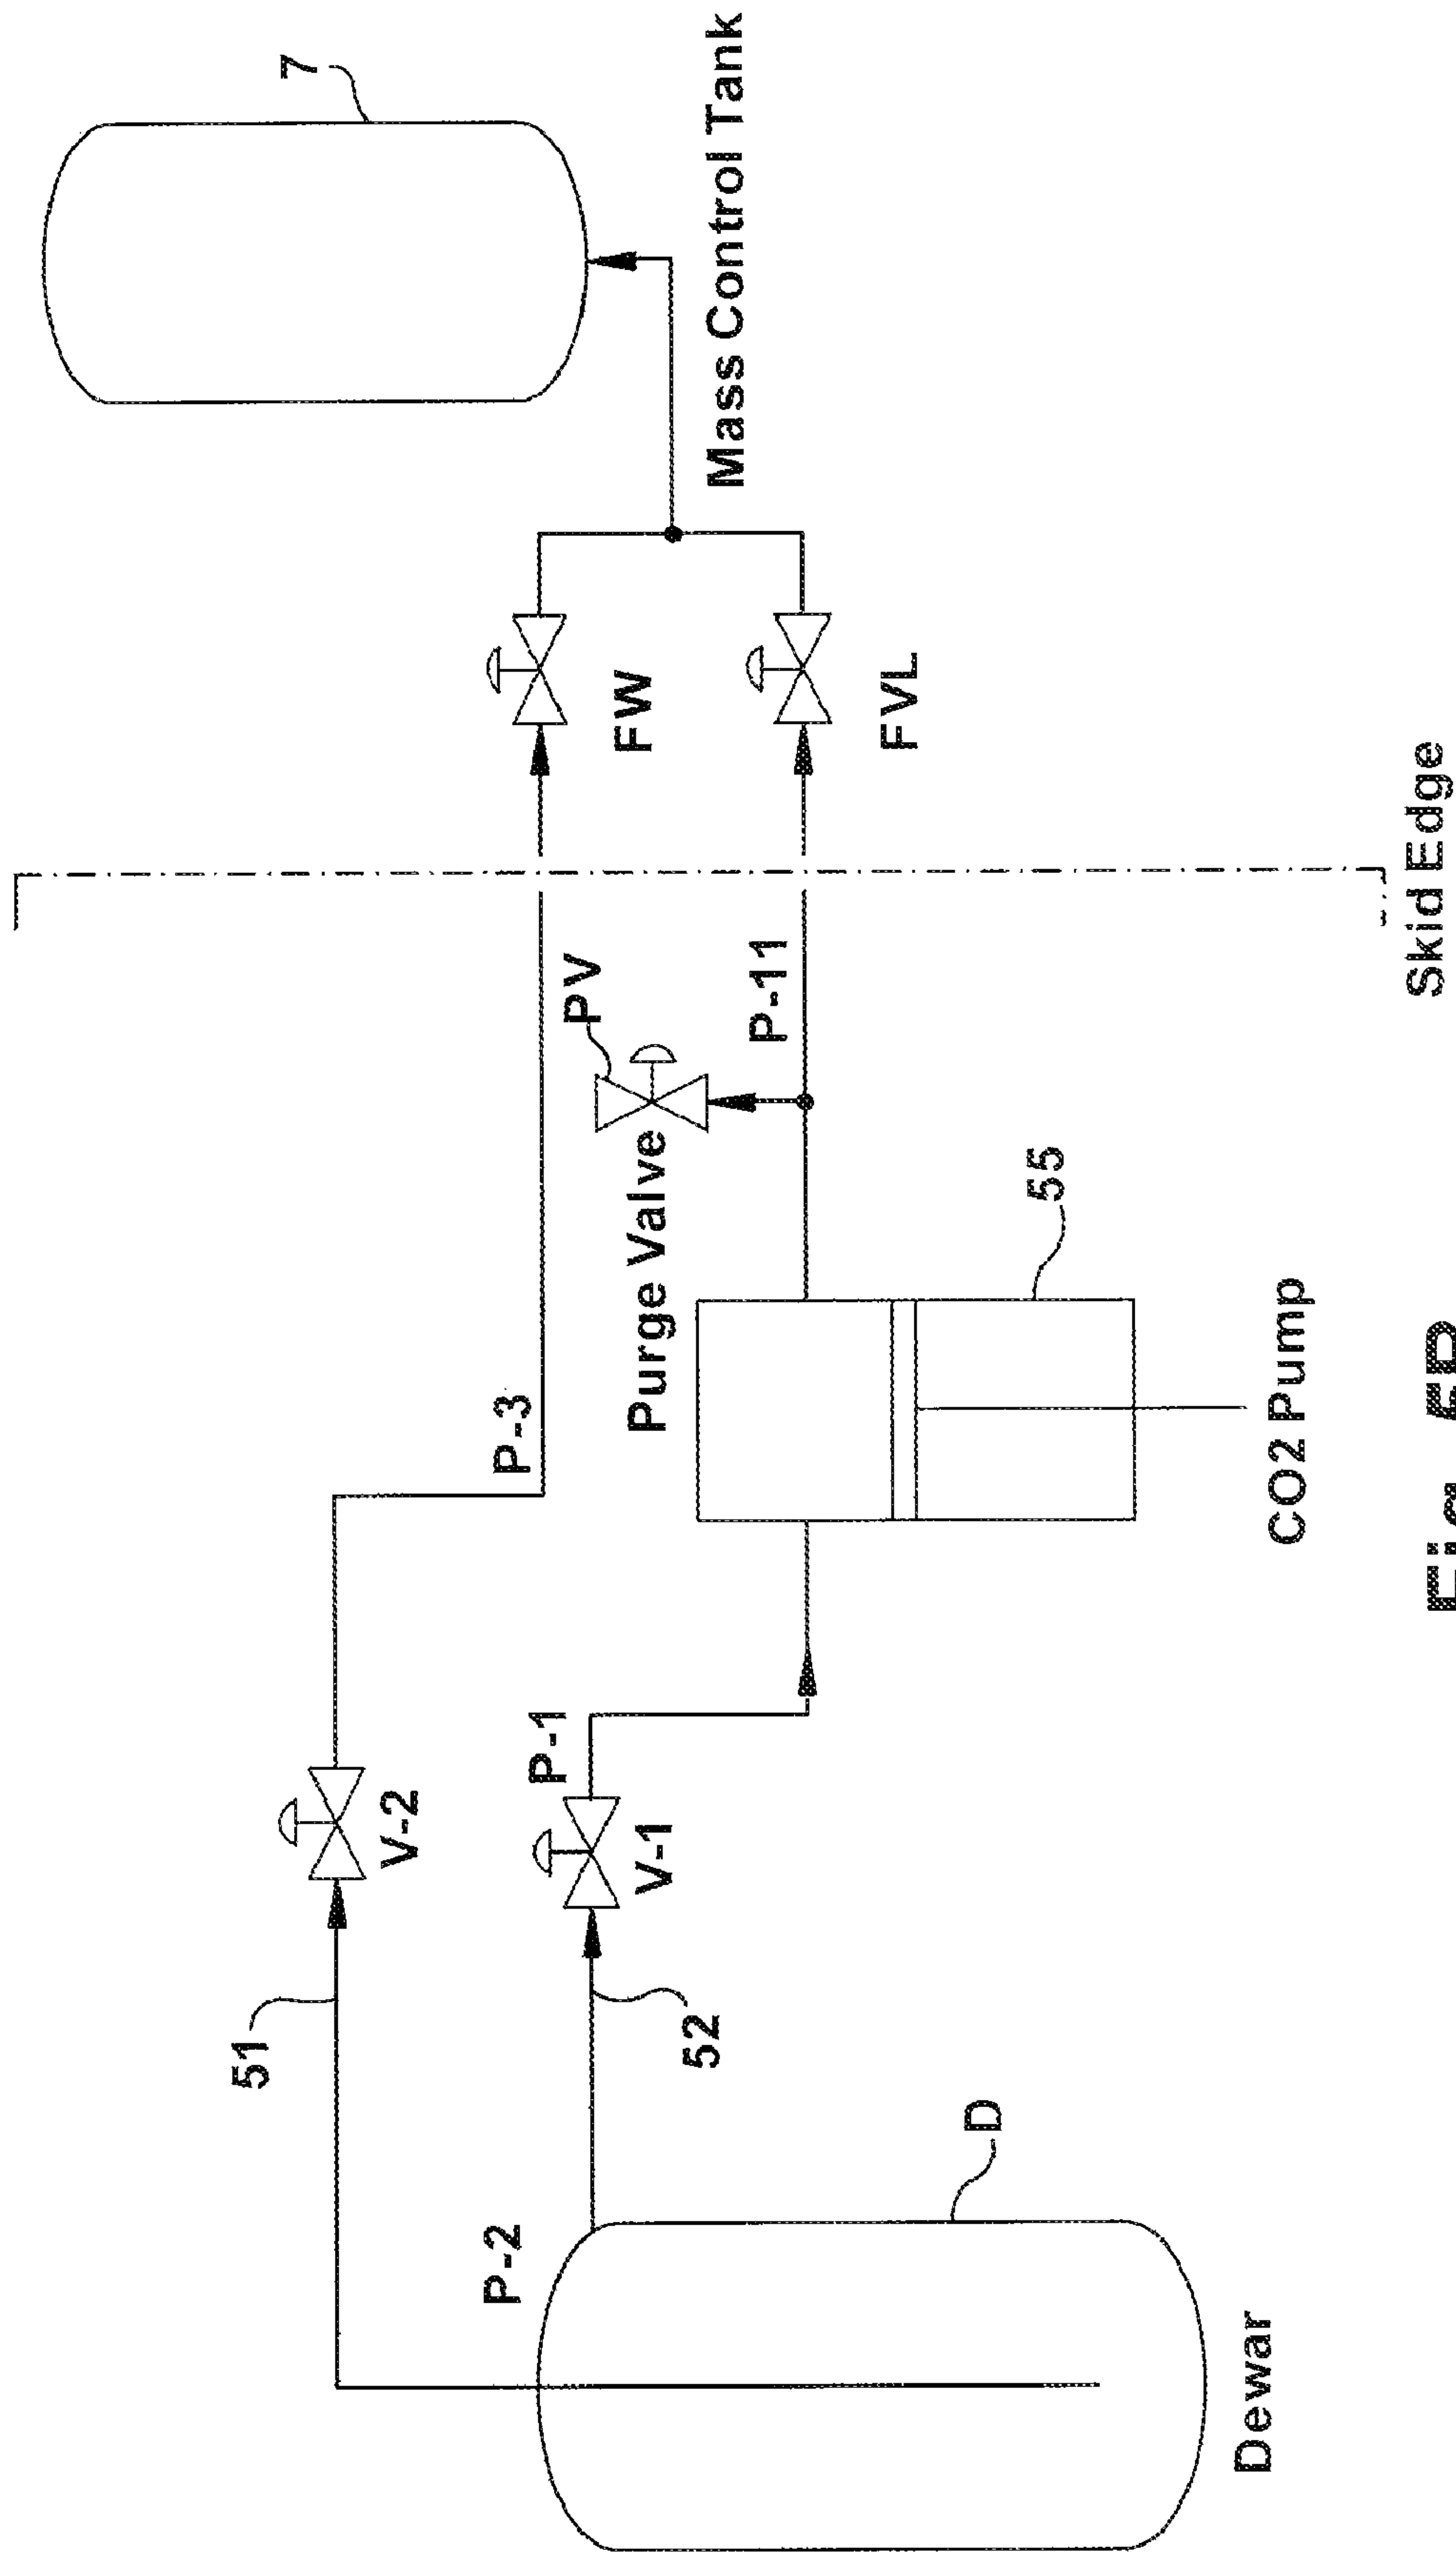 7
Mass Control Tank
FW
FVL
Skid Edge
PV
P-11
Purge Valve
P-3
55
CO2 Pump
P-1
V-2
V-1
51
52
P-2
D
Dewar